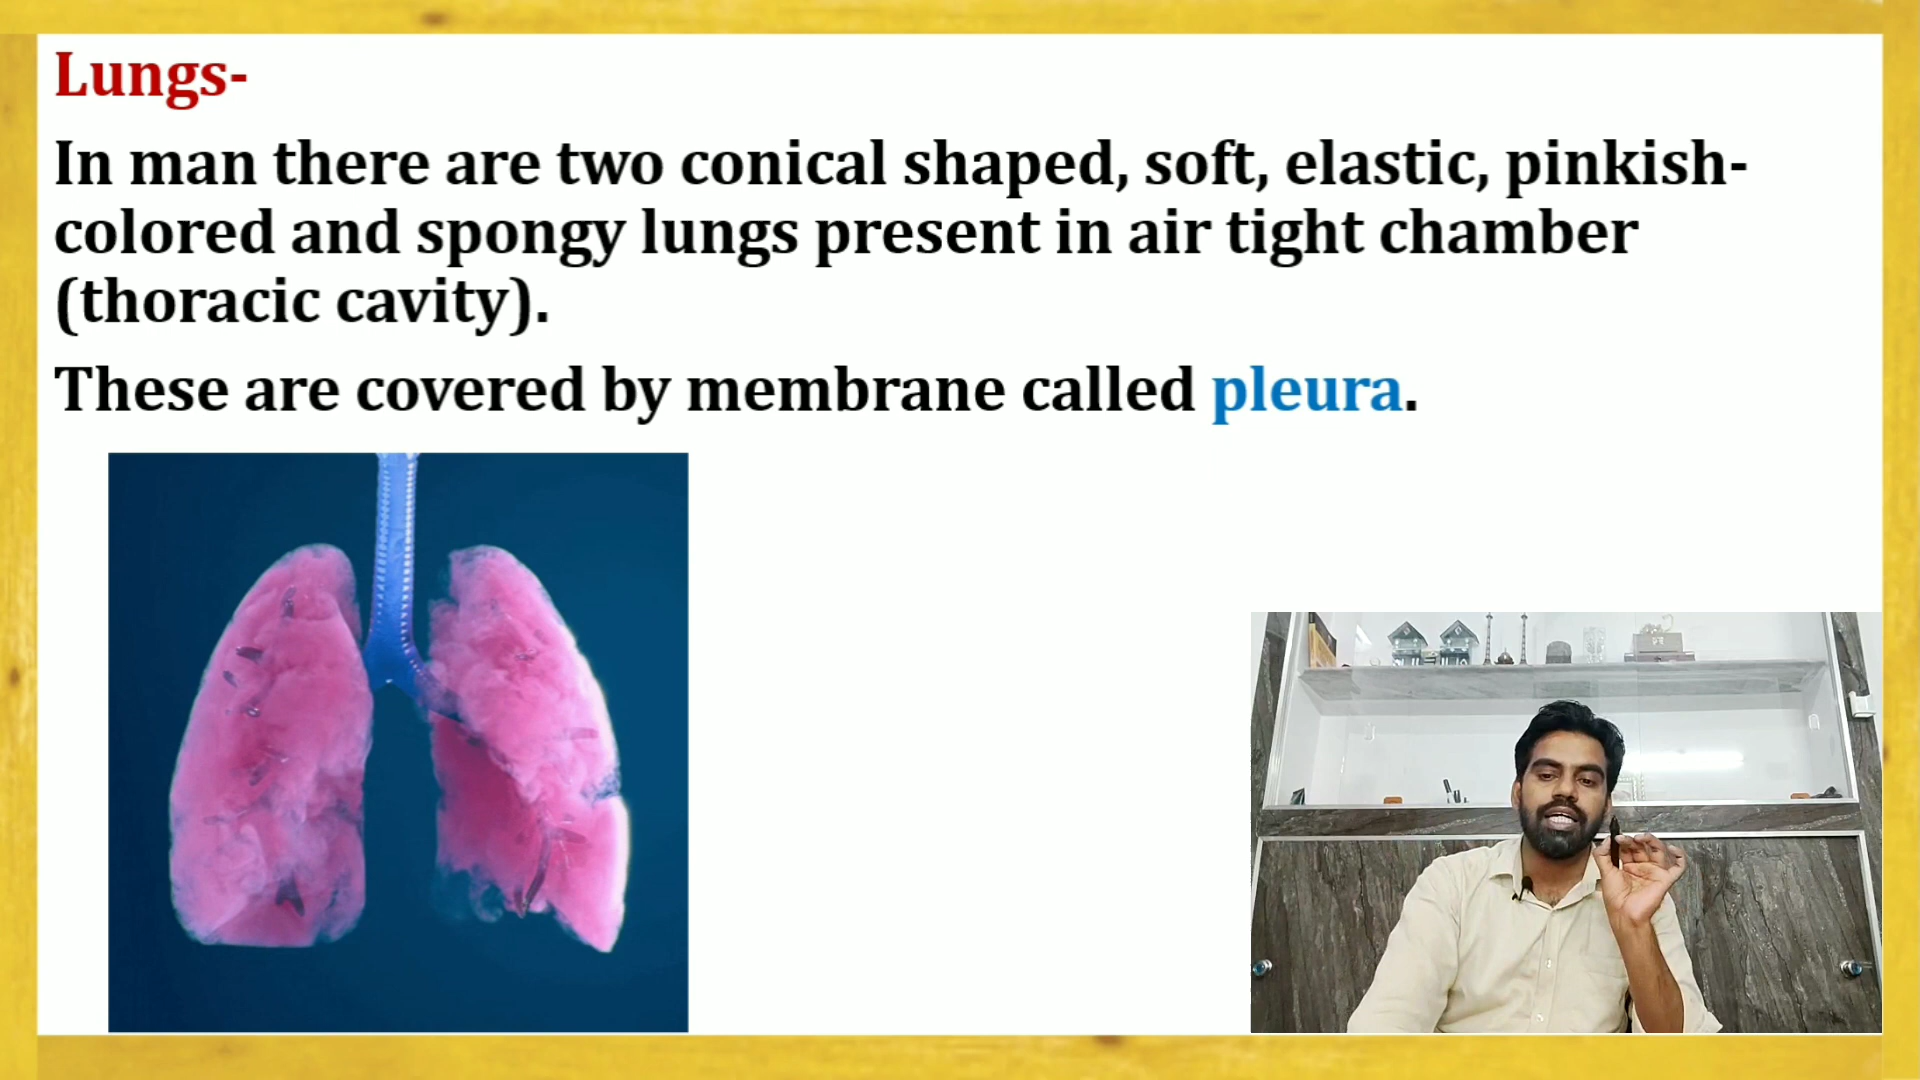 Lungs-
In man there are two conical shaped, soft, elastic, pinkish-
colored and spongy lungs present in air tight chamber
(thoracic cavity).
These are covered by membrane called pleura.